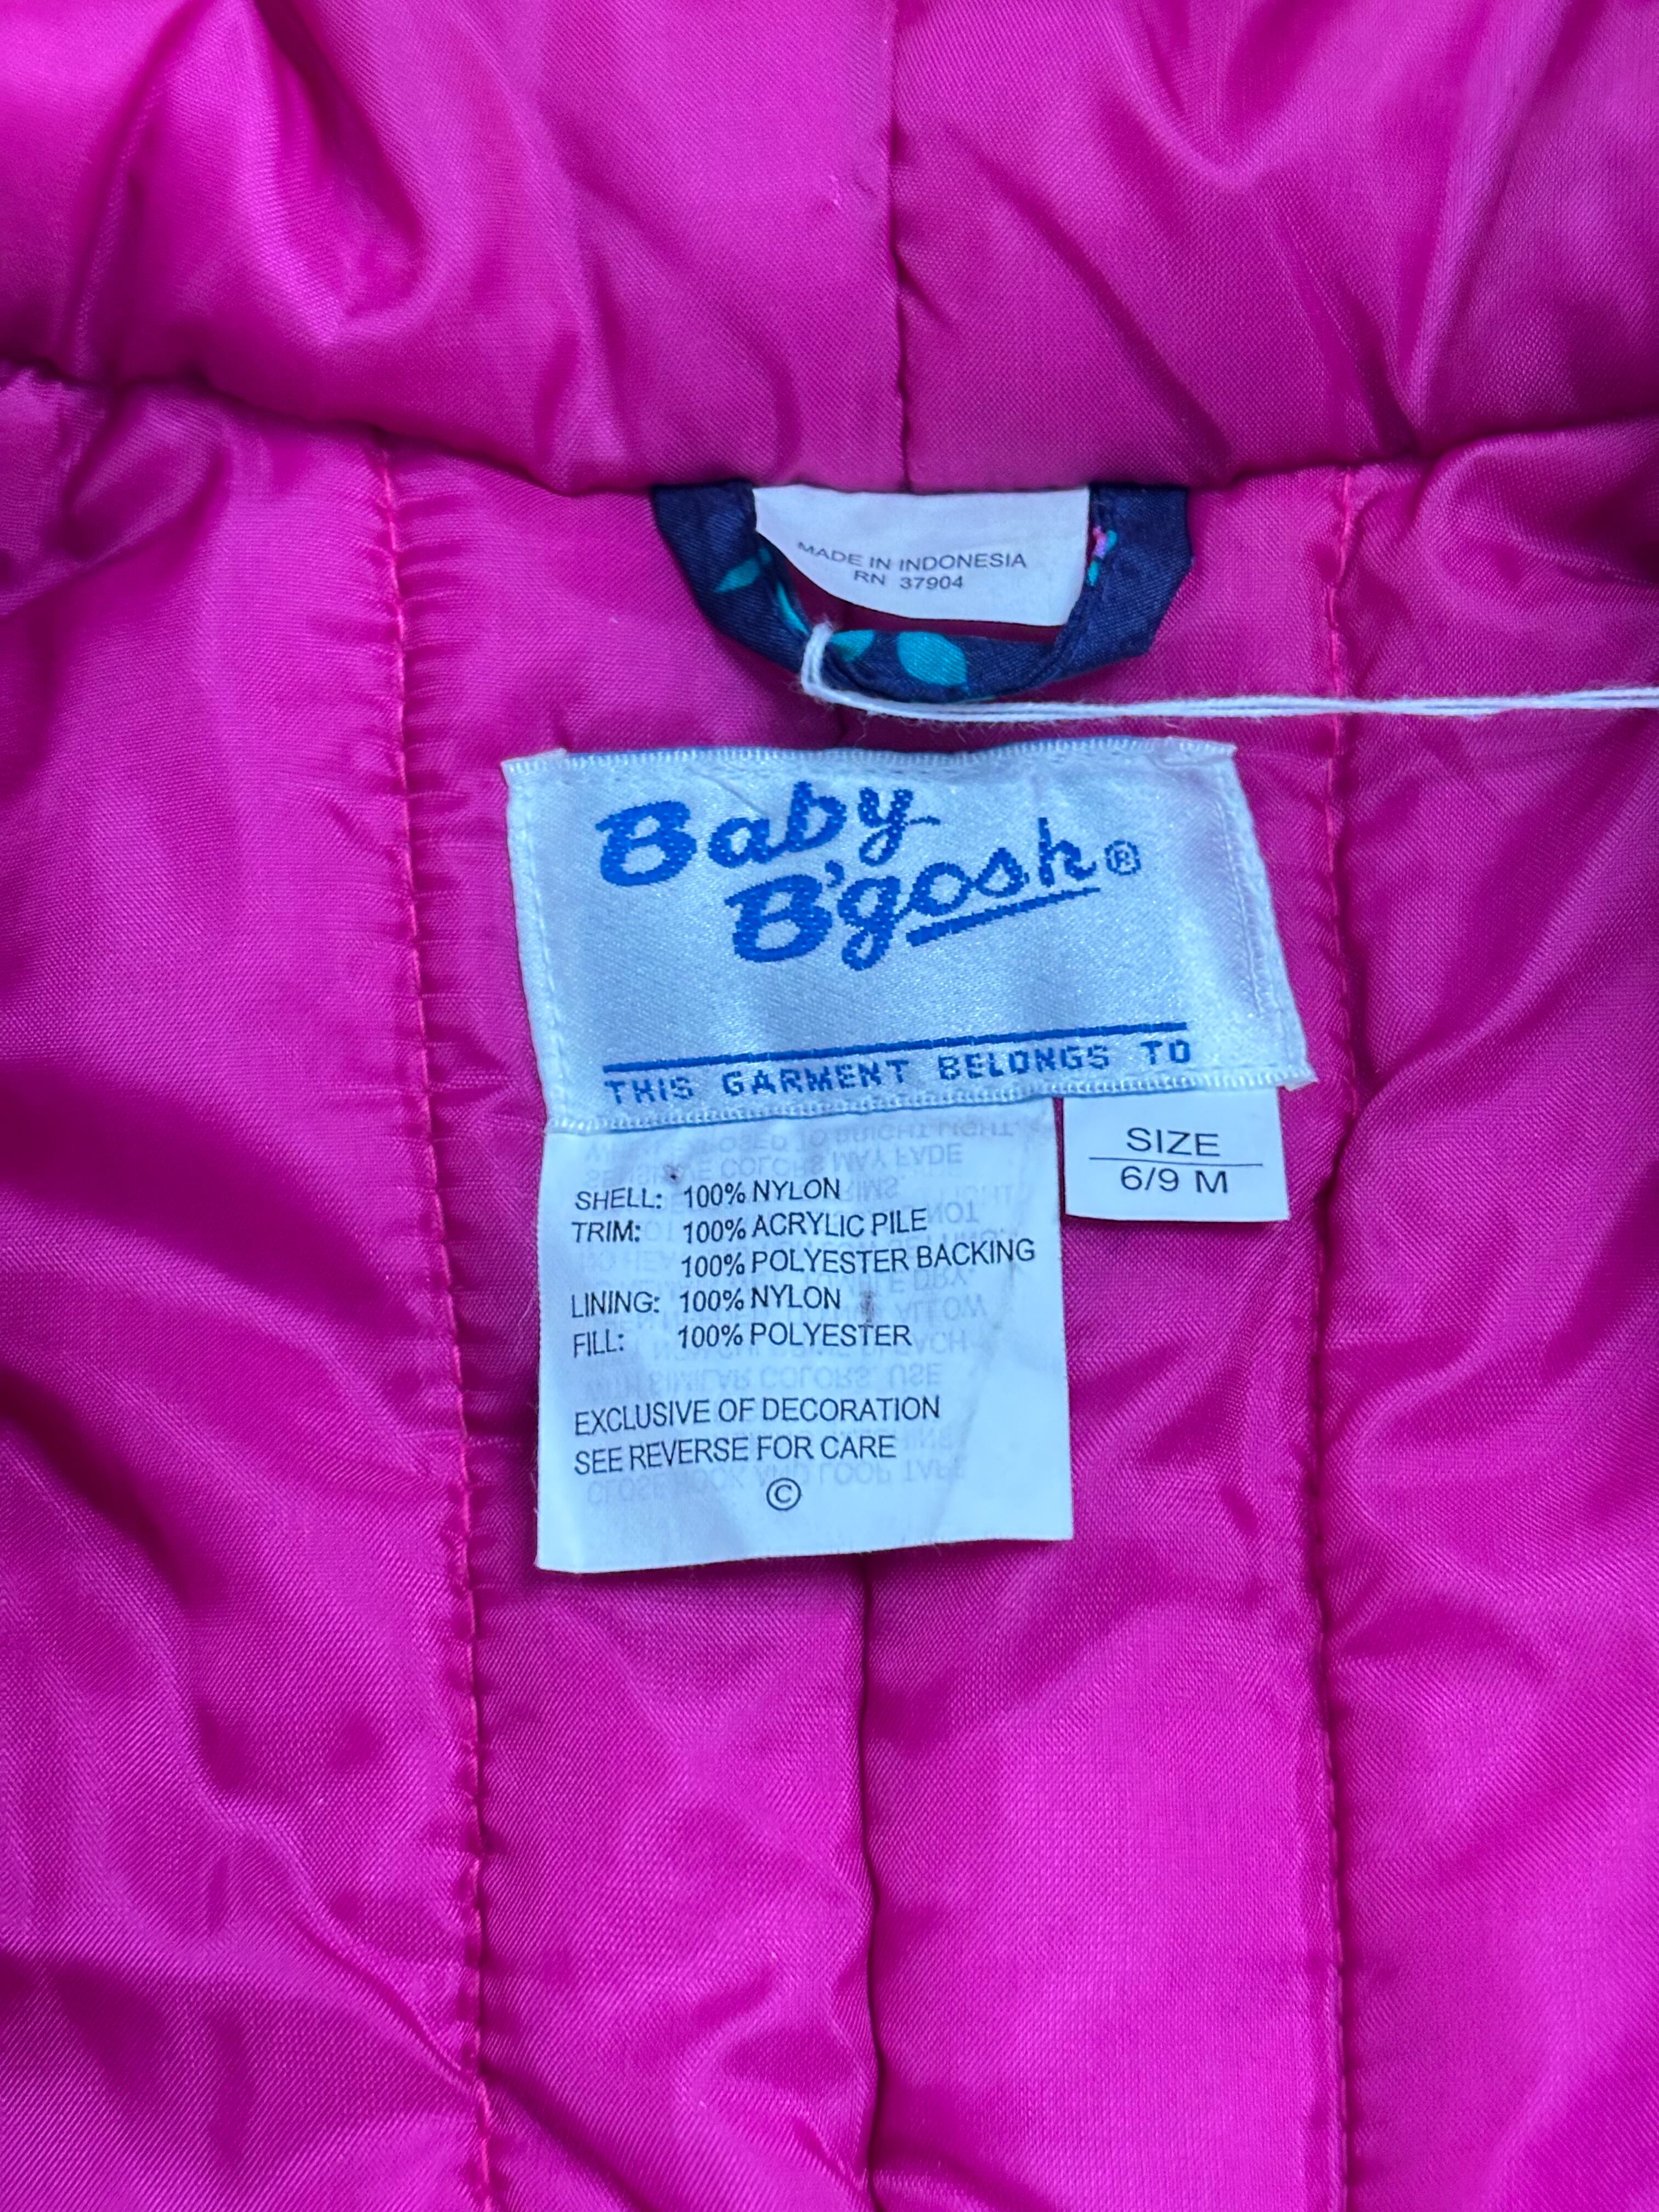 MADE IN INDONESIA
RN 37904
Baby
B'gosh®
THIS GARMENT BELONGS TO
SIZE
6/9 M
SHELL: 100% NYLON
TRIM: 100% ACRYLIC PILE
100% POLYESTER BACKING
LINING: 100% NYLON
FILL: 100% POLYESTER
EXCLUSIVE OF DECORATION
SEE REVERSE FOR CARE
©